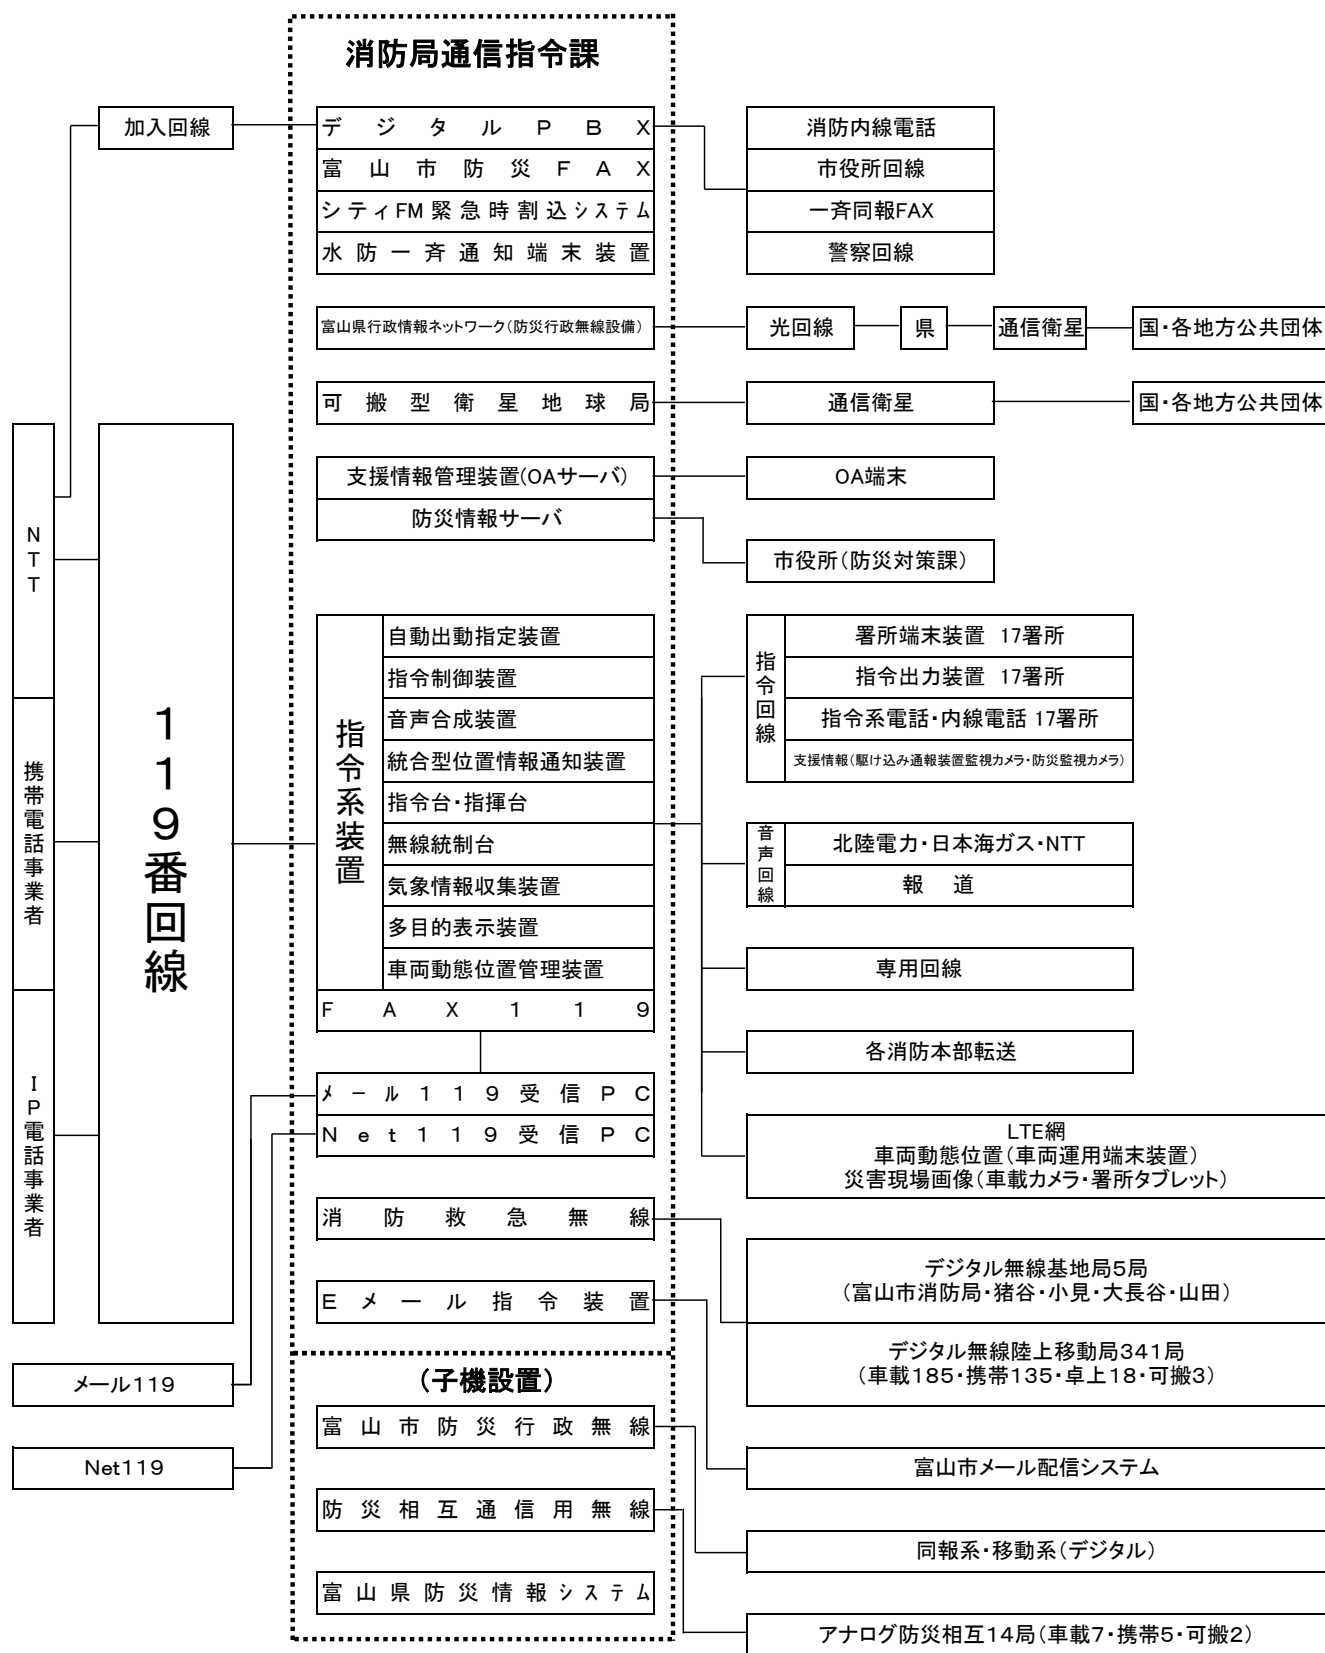 消防局通信指令課
加入回線
デジタルPBX
富山市防災FAX
シティFM緊急時割込システム
水防一斉通知端末装置
消防内線電話
市役所回線
一斉同報FAX
警察回線
富山県行政情報ネットワーク(防災行政無線設備)
光回線
県
通信衛星
国・各地方公共団体
可搬型衛星地球局
通信衛星
国・各地方公共団体
支援情報管理装置(OAサーバ)
防災情報サーバ
OA端末
市役所(防災対策課)
NTT
携帯電話事業者
IP電話事業者
119番回線
指令系装置
自動出動指定装置
指令制御装置
音声合成装置
統合型位置情報通知装置
指令台・指揮台
無線統制台
気象情報収集装置
多目的表示装置
車両動態位置管理装置
FAX119
指令回線
署所端末装置 17署所
指令出力装置 17署所
指令系電話・内線電話 17署所
支援情報(駆け込み通報装置監視カメラ・防災監視カメラ)
音声回線
北陸電力・日本海ガス・NTT
報 道
専用回線
各消防本部転送
メール119受信PC
Net119受信PC
LTE網
車両動態位置(車両運用端末装置)
災害現場画像(車載カメラ・署所タブレット)
消防救急無線
デジタル無線基地局5局
(富山市消防局・猪谷・小見・大長谷・山田)
Eメール指令装置
デジタル無線陸上移動局341局
(車載185・携帯135・卓上18・可搬3)
メール119
Net119
(子機設置)
富山市防災行政無線
富山市メール配信システム
防災相互通信用無線
同報系・移動系(デジタル)
富山県防災情報システム
アナログ防災相互14局(車載7・携帯5・可搬2)